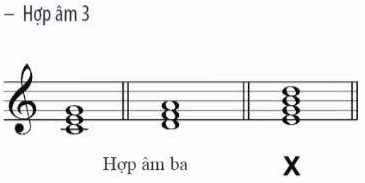 – Hợp âm 3
Hợp âm ba X